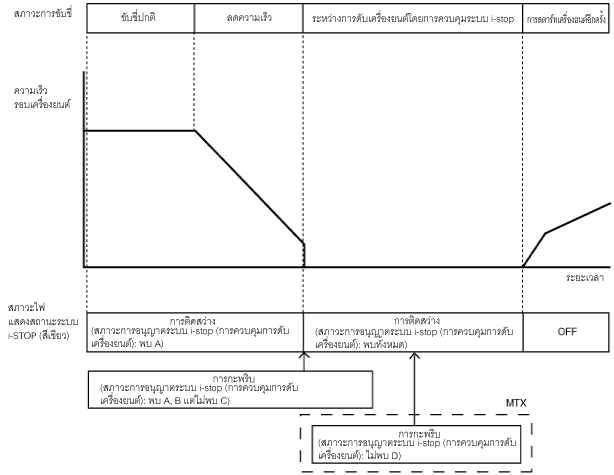 สภาวะการขับขี่
ขับขี่ปกติ
ลดความเร็ว
ระหว่างการดับเครื่องยนต์โดยการควบคุมระบบ i-stop
การสตาร์ทเครื่องยนต์อีกครั้ง
ความเร็ว
รอบเครื่องยนต์
ระยะเวลา
สภาวะไฟ
แสดงสถานะระบบ
i-STOP (สีเขียว)
การติดสว่าง
(สภาวะการอนุญาตระบบ i-stop (การควบคุมการดับ
เครื่องยนต์): พบ A)
การติดสว่าง
(สภาวะการอนุญาตระบบ i-stop (การควบคุมการดับ
เครื่องยนต์): พบทั้งหมด)
OFF
การกะพริบ
(สภาวะการอนุญาตระบบ i-stop (การควบคุมการดับ
เครื่องยนต์): พบ A, B แต่ไม่พบ C)
MTX
การกะพริบ
(สภาวะการอนุญาตระบบ i-stop (การควบคุมการดับ
เครื่องยนต์): ไม่พบ D)